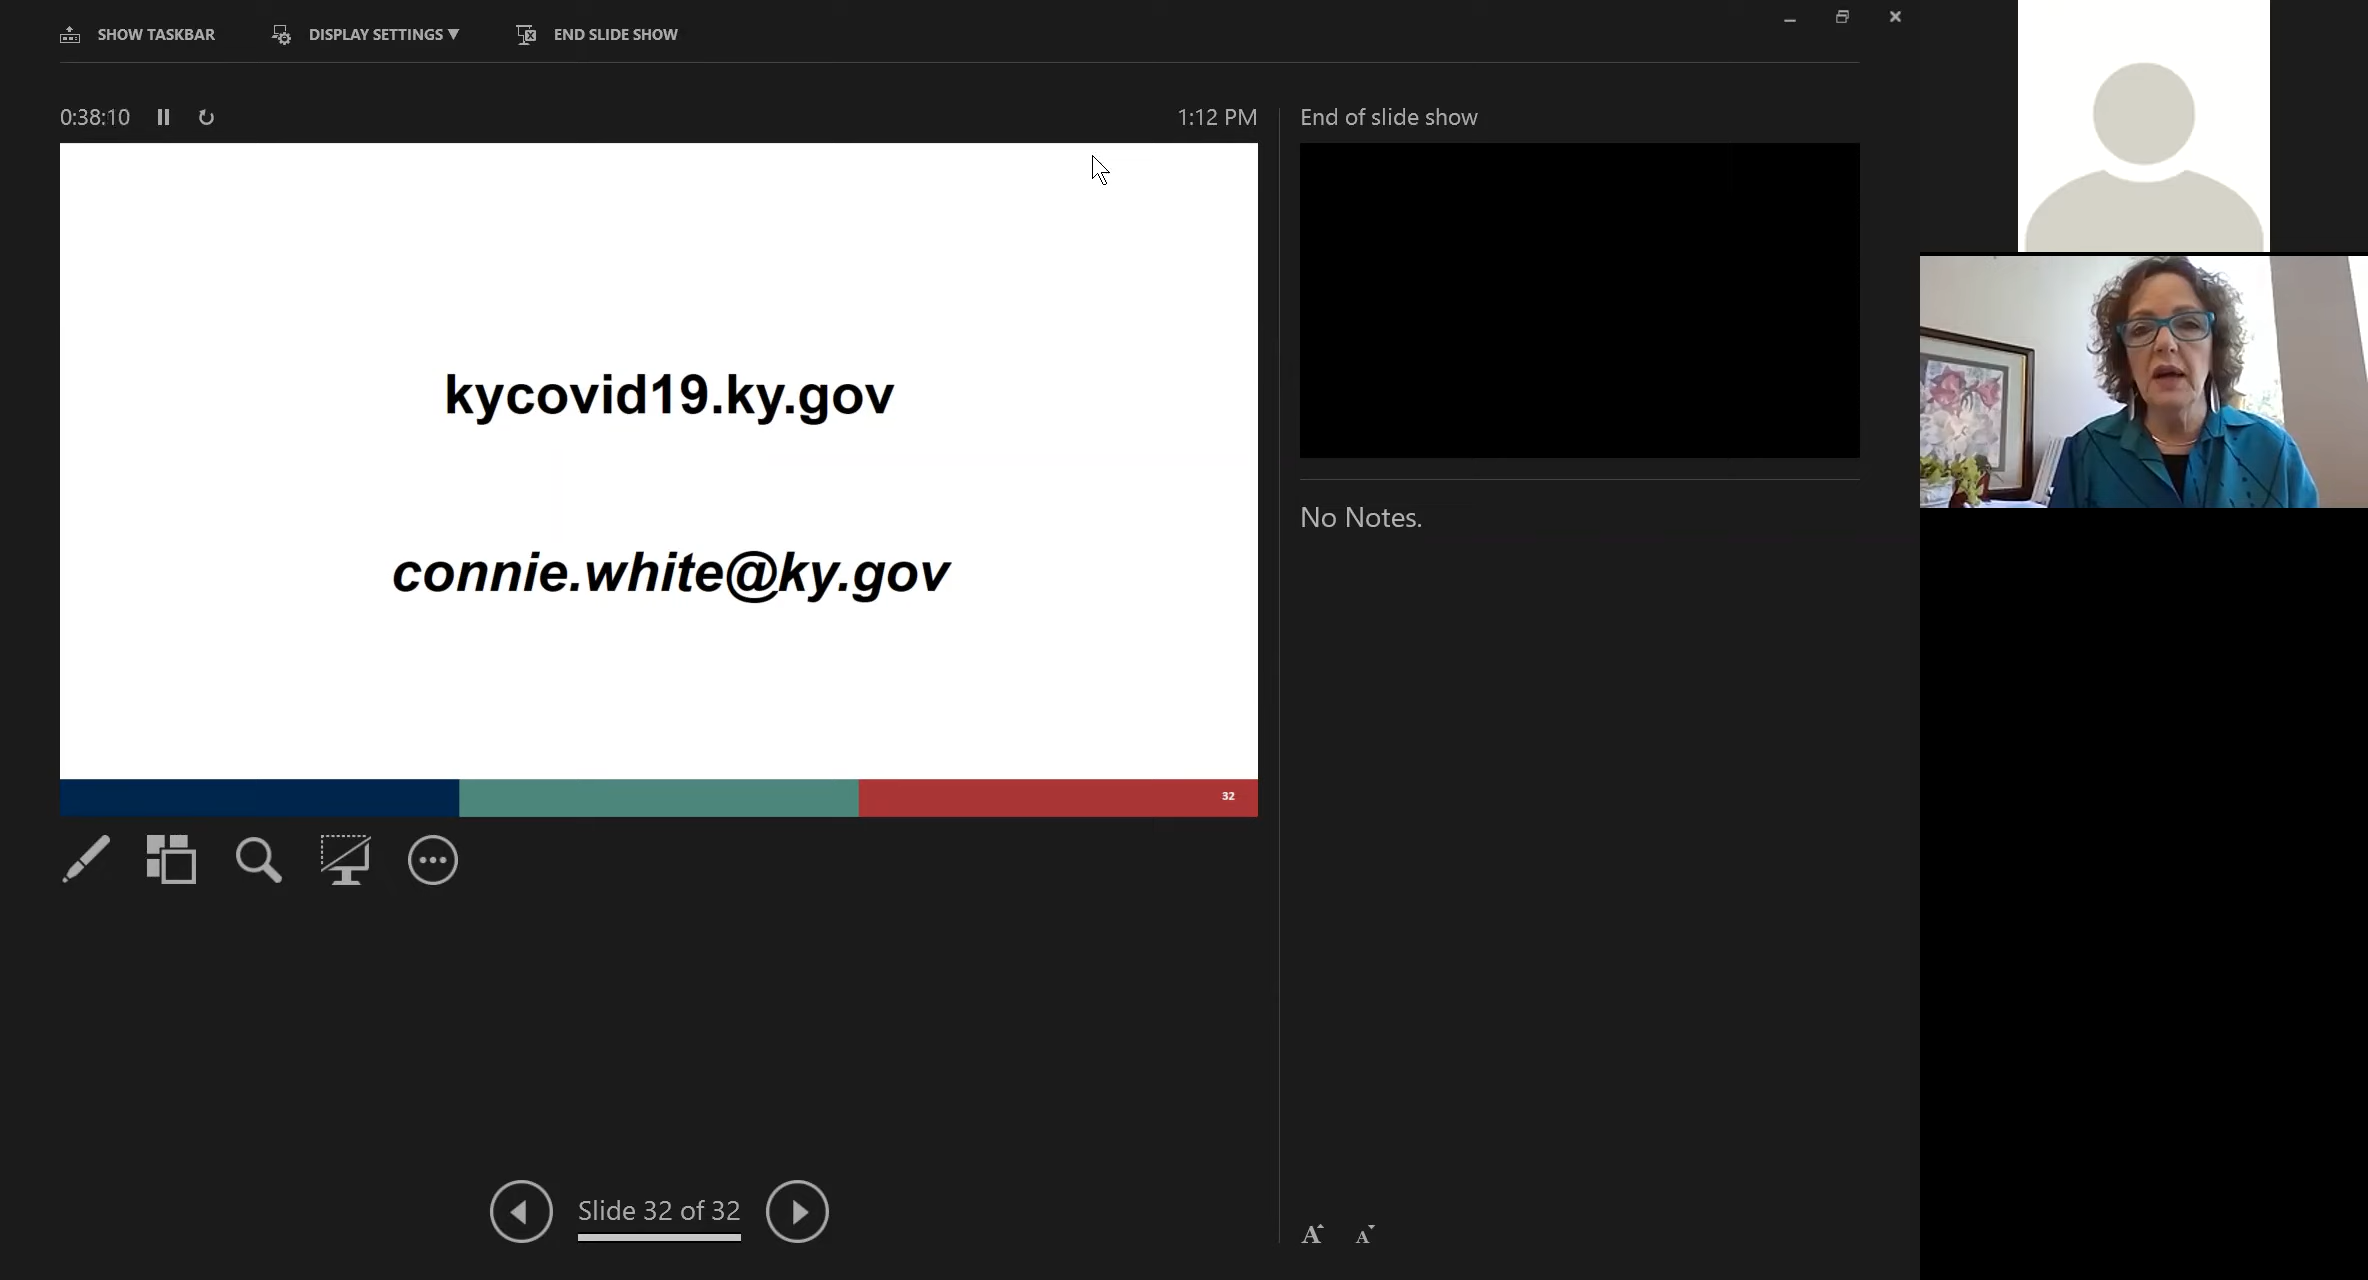 SHOW TASKBAR
DISPLAY SETTINGS ▼
END SLIDE SHOW
0:38:10
1:12 PM
kycovid19.ky.gov
connie.white@ky.gov
32
Slide 32 of 32
End of slide show
No Notes.
A
A